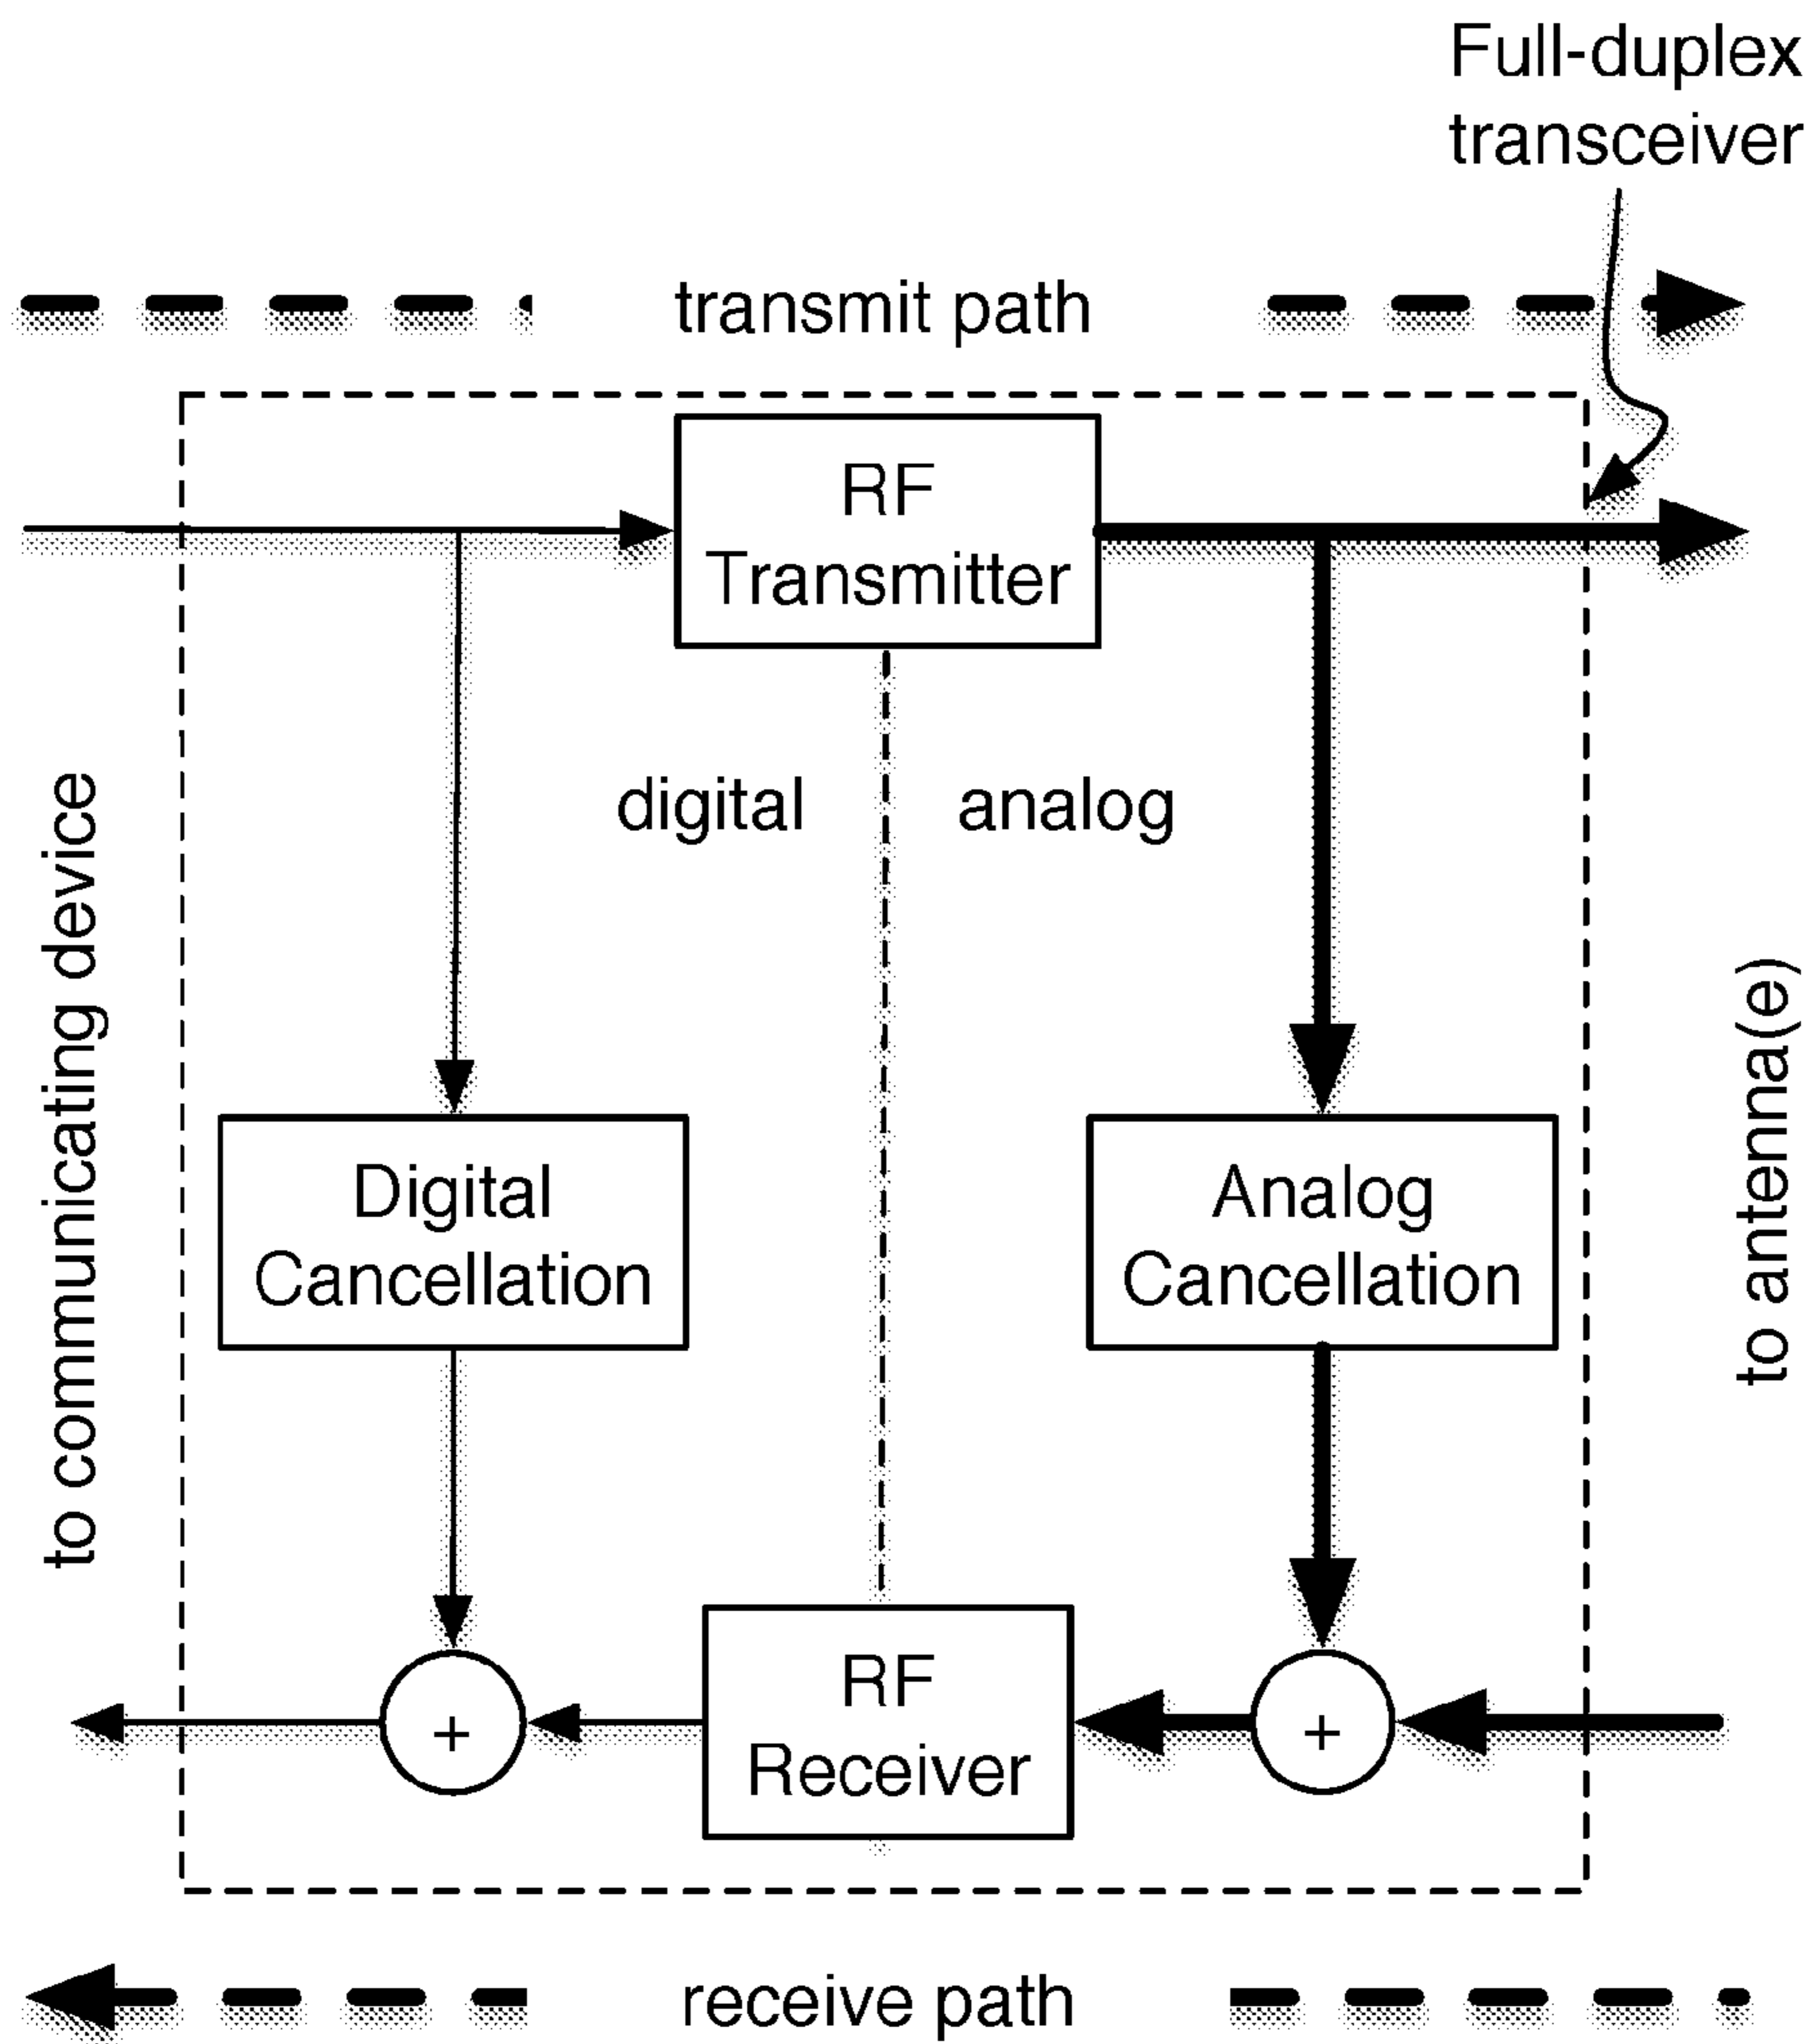 Full-duplex
transceiver
transmit path
RF
Transmitter
digital
analog
to communicating device
to antenna(e)
Digital
Cancellation
Analog
Cancellation
+
RF
Receiver
+
receive path